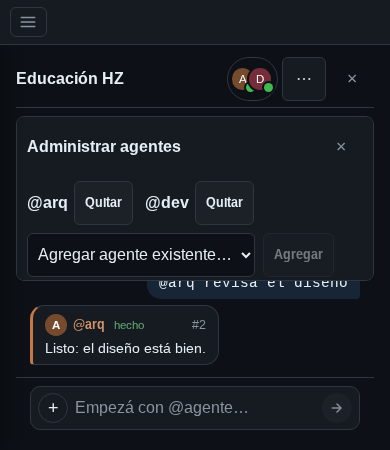 Educación HZ A D ... ×
Administrar agentes ×
@arq Quitar @dev Quitar
Agregar agente existente... Agregar
@arq revisa el diseño
A @arq hecho #2
Listo: el diseño está bien.
+ Empezá con @agente... →